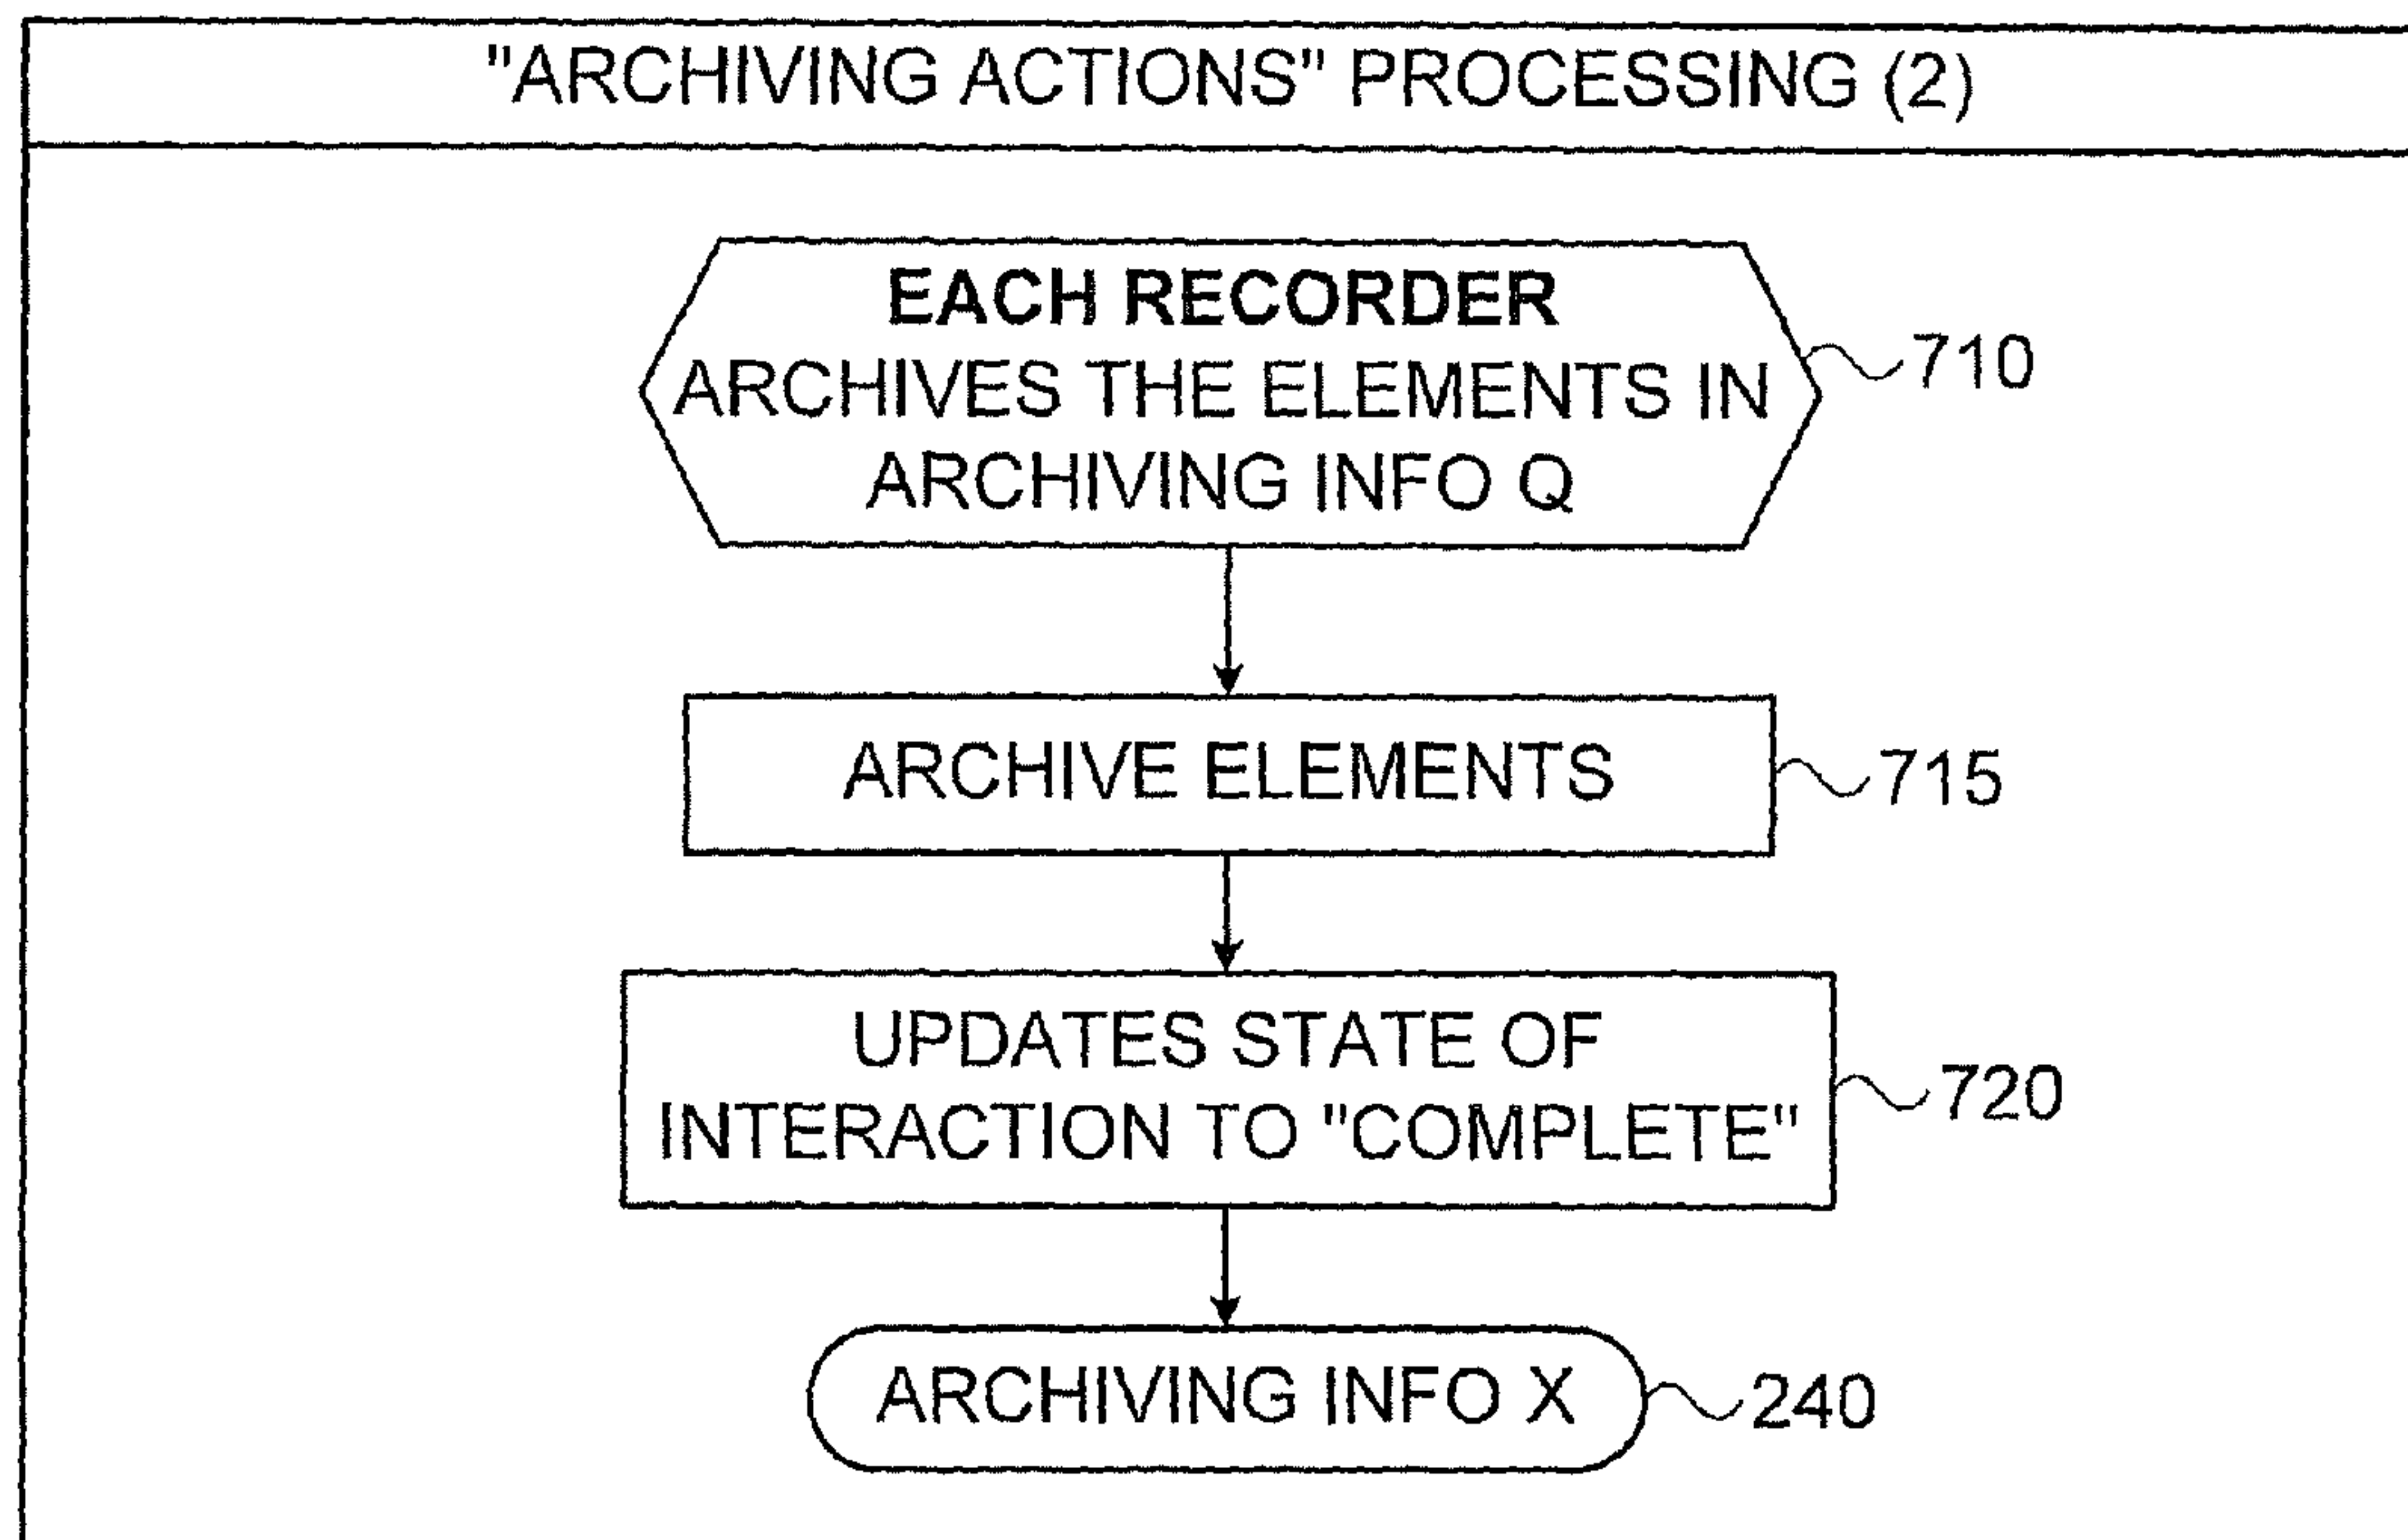 "ARCHIVING ACTIONS" PROCESSING (2)
EACH RECORDER
ARCHIVES THE ELEMENTS IN
ARCHIVING INFO Q
710
ARCHIVE ELEMENTS
715
UPDATES STATE OF
INTERACTION TO "COMPLETE"
720
ARCHIVING INFO X
240